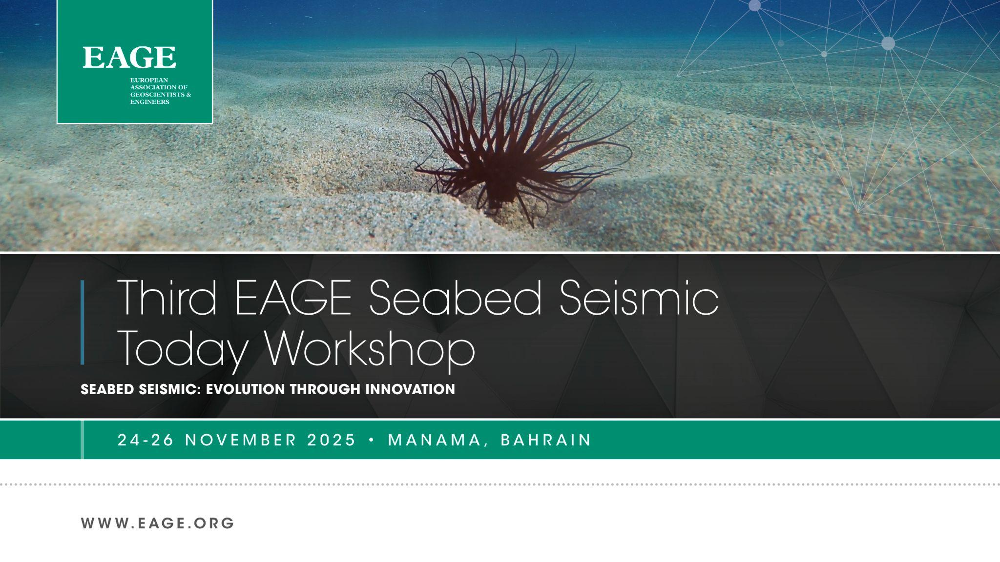 EAGE
EUROPEAN
ASSOCIATION OF
GEOSCIENTISTS &
ENGINEERS
Third EAGE Seabed Seismic
Today Workshop
SEABED SEISMIC: EVOLUTION THROUGH INNOVATION
24-26 NOVEMBER 2025 • MANAMA, BAHRAIN
WWW.EAGE.ORG